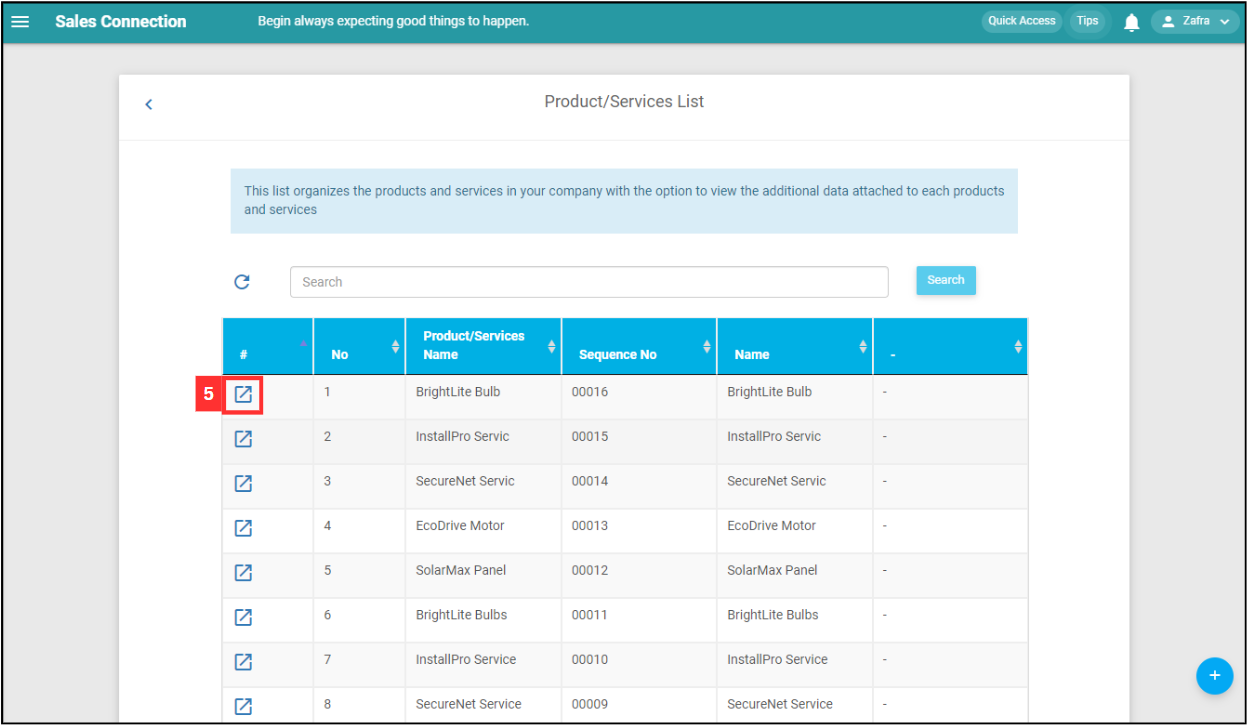 Sales Connection Begin always expecting good things to happen. Quick Access Tips Zafra
Product/Services List
This list organizes the products and services in your company with the option to view the additional data attached to each products
and services
Search Search
# No Product/Services Name Sequence No Name -
5 1 BrightLite Bulb 00016 BrightLite Bulb -
2 InstallPro Servic 00015 InstallPro Servic -
3 SecureNet Servic 00014 SecureNet Servic -
4 EcoDrive Motor 00013 EcoDrive Motor -
5 SolarMax Panel 00012 SolarMax Panel -
6 BrightLite Bulbs 00011 BrightLite Bulbs -
7 InstallPro Service 00010 InstallPro Service -
+
8 SecureNet Service 00009 SecureNet Service -